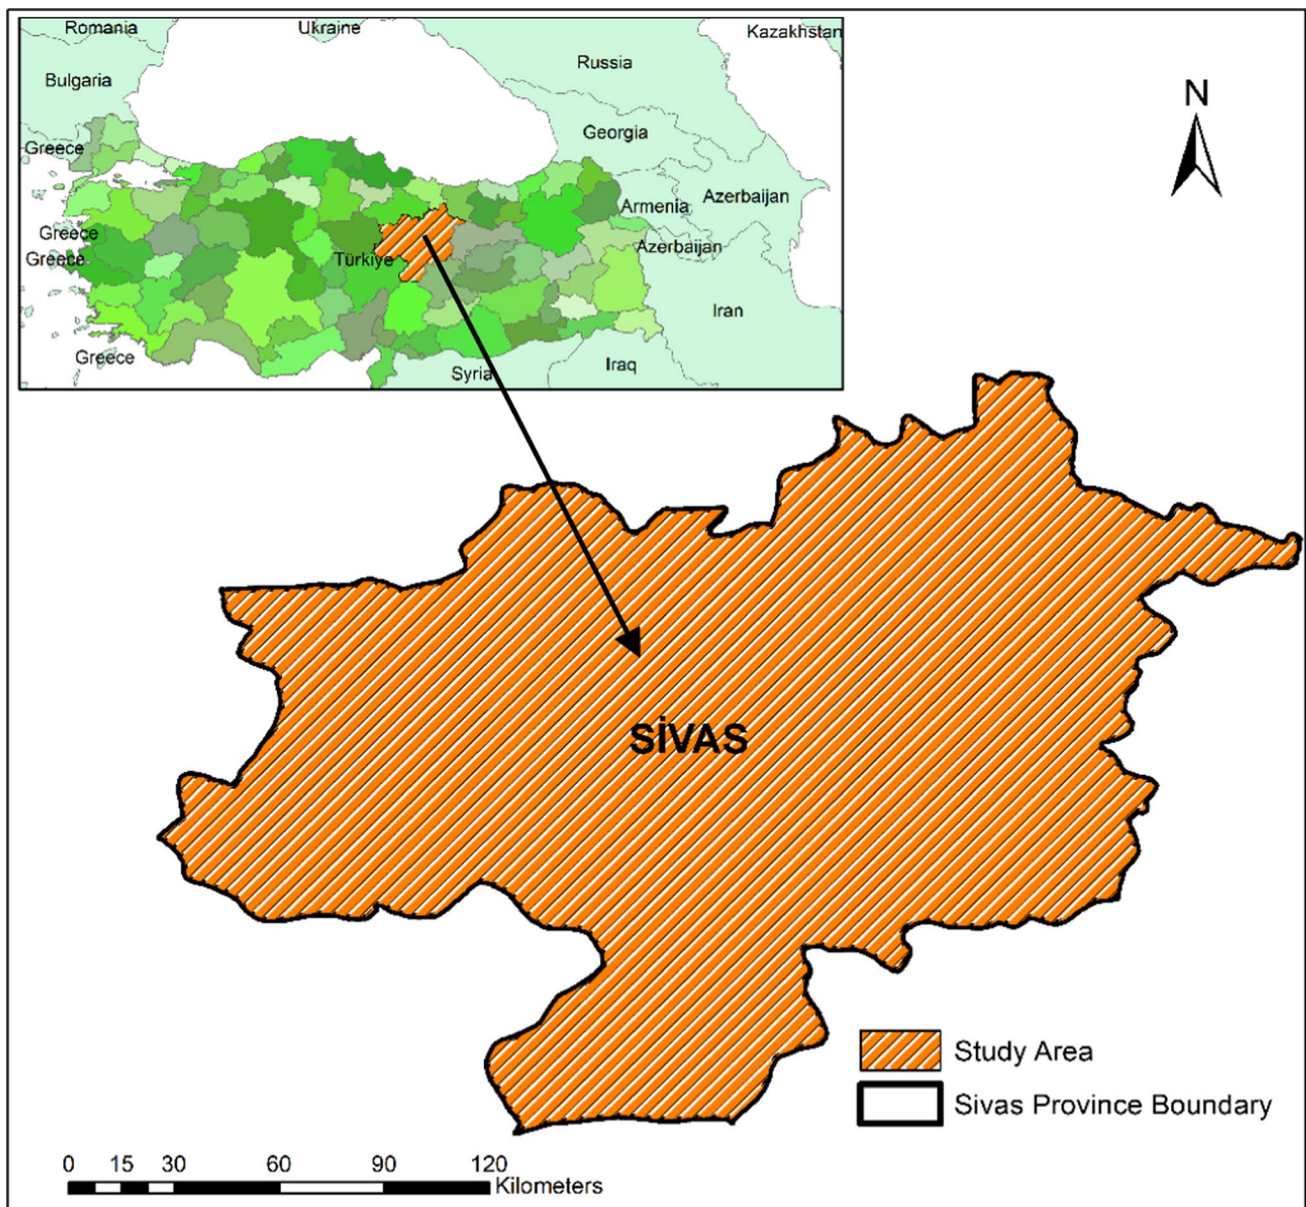 Romania
Ukraine
Kazakhstan
Bulgaria
Russia
Georgia
Greece
Armenia
Azerbaijan
Greece
Azerbaijan
Greece
Türkiye
Iran
Greece
Syria
Iraq
N
SİVAS
Study Area
Sivas Province Boundary
0 15 30 60 90 120
Kilometers